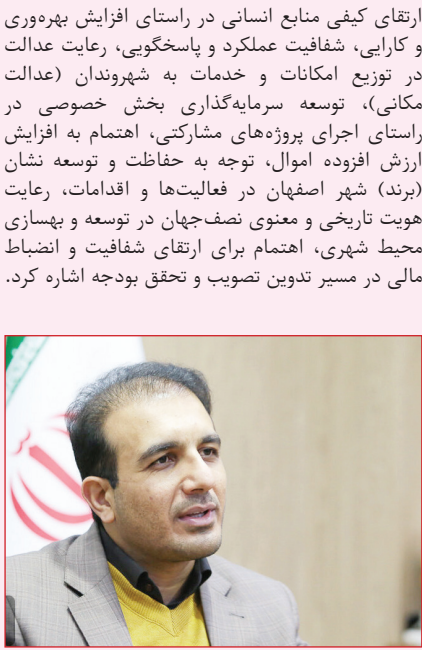 ارتقای کیفی منابع انسانی در راستای افزایش بهره‌وری
و کارایی، شفافیت عملکرد و پاسخگویی، رعایت عدالت
در توزیع امکانات و خدمات به شهروندان (عدالت
مکانی)، توسعه سرمایه‌گذاری بخش خصوصی در
راستای اجرای پروژه‌های مشارکتی، اهتمام به افزایش
ارزش افزوده اموال، توجه به حفاظت و توسعه نشان
(برند) شهر اصفهان در فعالیت‌ها و اقدامات، رعایت
هویت تاریخی و معنوی نصف‌جهان در توسعه و بهسازی
محیط شهری، اهتمام برای ارتقای شفافیت و انضباط
مالی در مسیر تدوین تصویب و تحقق بودجه اشاره کرد.